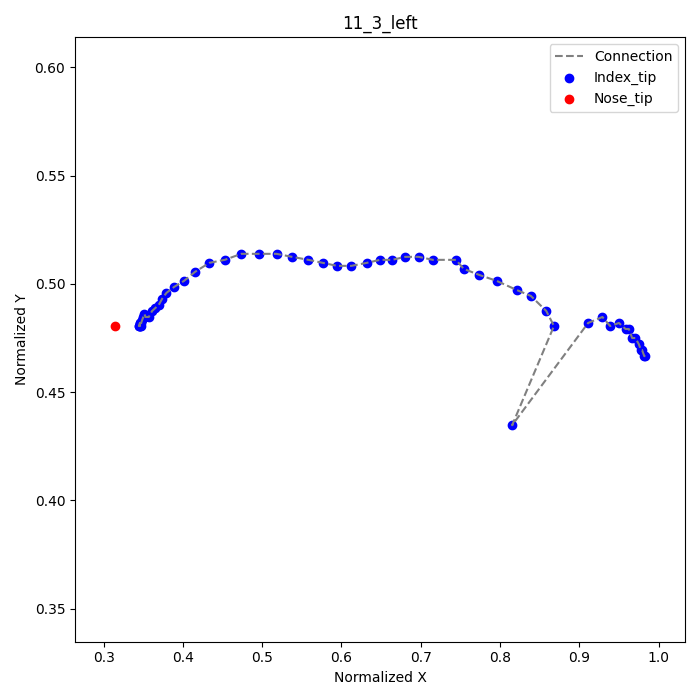 11_3_left
Connection
Index_tip
Nose_tip
Normalized Y
0.60
0.55
0.50
0.45
0.40
0.35
0.3 0.4 0.5 0.6 0.7 0.8 0.9 1.0
Normalized X